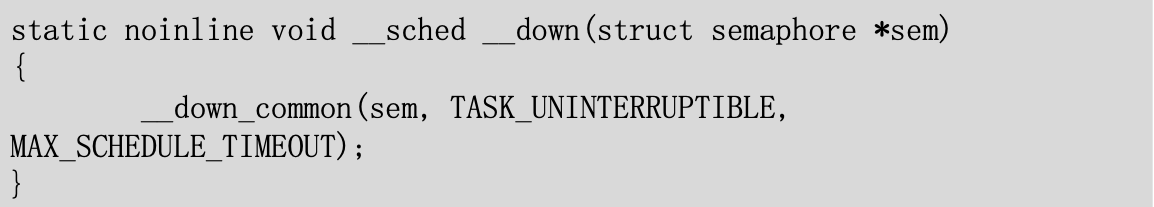 static noinline void __sched __down(struct semaphore *sem)
{
        __down_common(sem, TASK_UNINTERRUPTIBLE,
MAX_SCHEDULE_TIMEOUT);
}